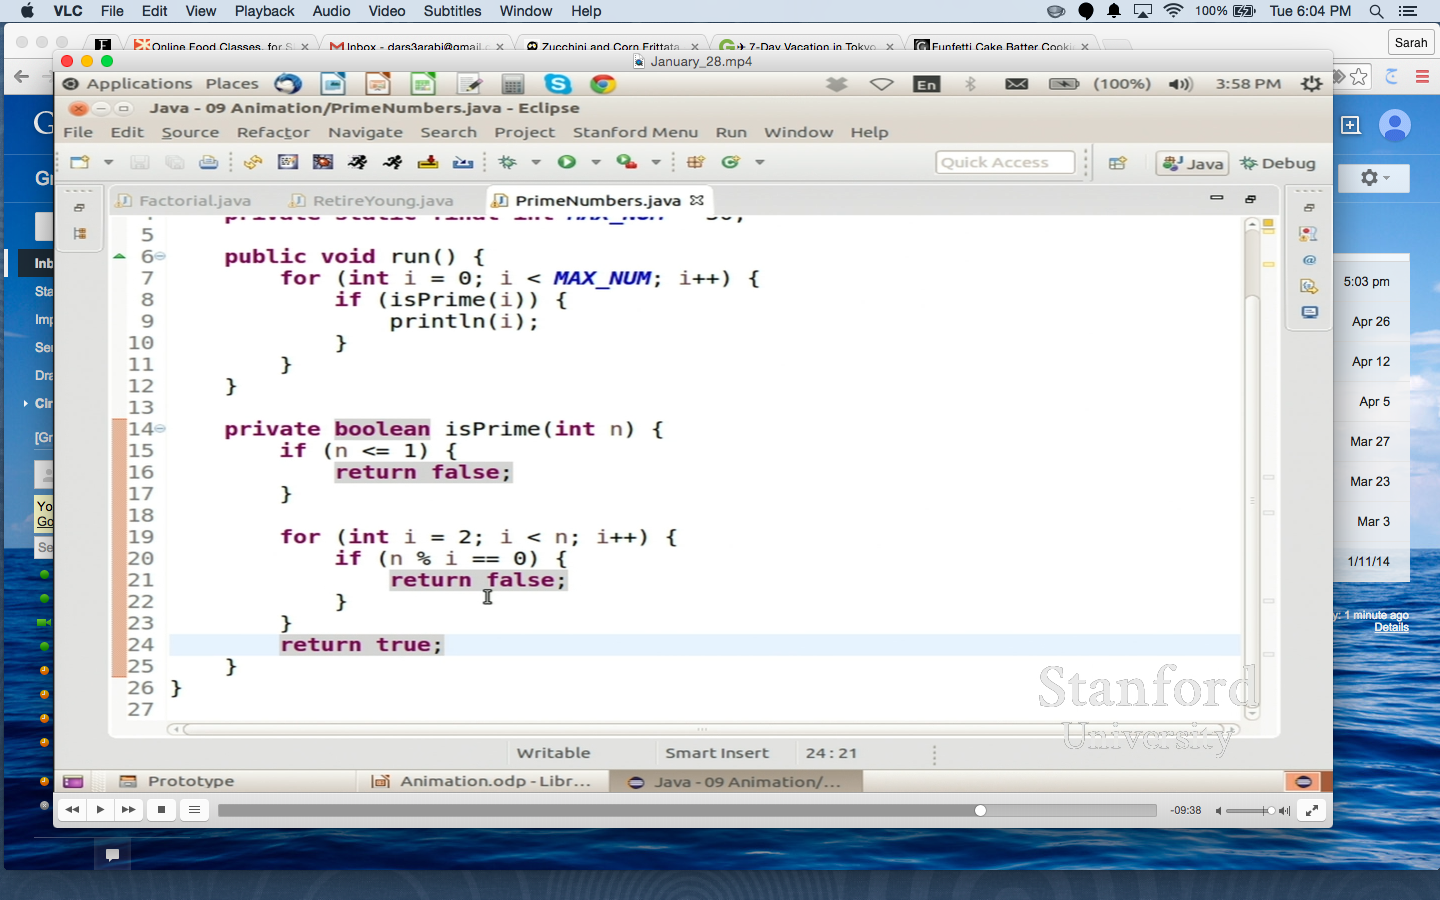 VLC File Edit View Playback Audio Video Subtitles Window Help 100% Tue 6:04 PM
Online Food Classes, for S
Inbox - dars3arabi@gmail.c
Zucchini and Corn Frittata
7-Day Vacation in Tokyo
Funfetti Cake Batter Cooki
Sarah
January_28.mp4
Applications Places En (100%) 3:58 PM
Java - 09 Animation/PrimeNumbers.java - Eclipse
File Edit Source Refactor Navigate Search Project Stanford Menu Run Window Help
Quick Access Java Debug
Factorial.java RetireYoung.java PrimeNumbers.java
5
6 public void run() {
7 for (int i = 0; i < MAX_NUM; i++) {
8 if (isPrime(i)) {
9 println(i);
10 }
11 }
12 }
13
14 private boolean isPrime(int n) {
15 if (n <= 1) {
16 return false;
17 }
18
19 for (int i = 2; i < n; i++) {
20 if (n % i == 0) {
21 return false;
22 }
23 }
24 return true;
25 }
26 }
27
Stanford
University
Writable Smart Insert 24 : 21
Prototype Animation.odp - Libr... Java - 09 Animation/...
-09:38
Gr
Inb
Sta
Imp
Ser
Dra
Cir
[Gr
Yo
Go
Se
5:03 pm
Apr 26
Apr 12
Apr 5
Mar 27
Mar 23
Mar 3
1/11/14
y: 1 minute ago
Details